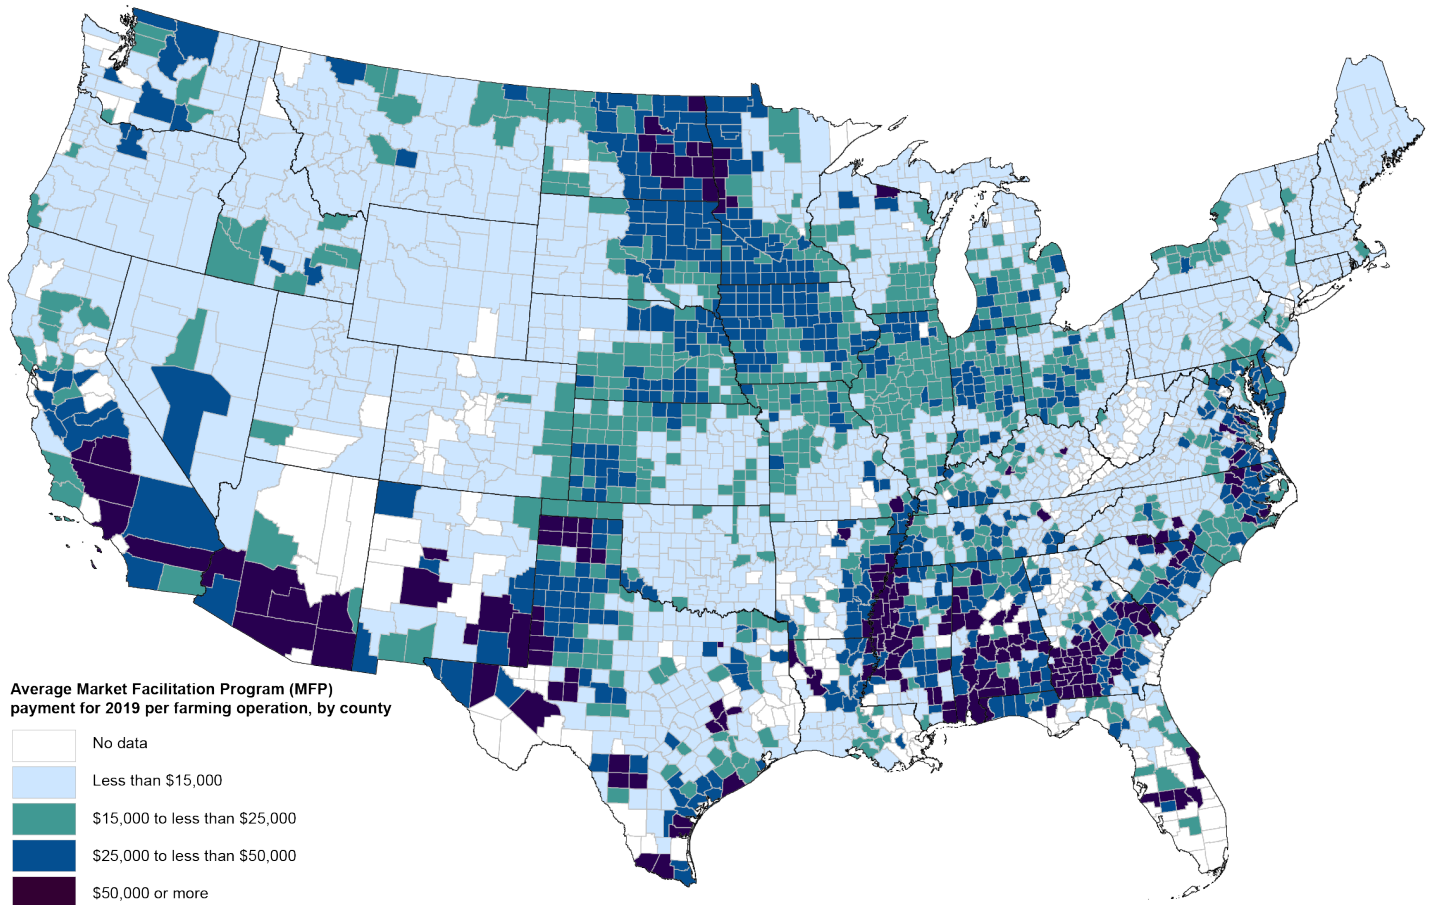 Average Market Facilitation Program (MFP)
payment for 2019 per farming operation, by county
No data
Less than $15,000
$15,000 to less than $25,000
$25,000 to less than $50,000
$50,000 or more